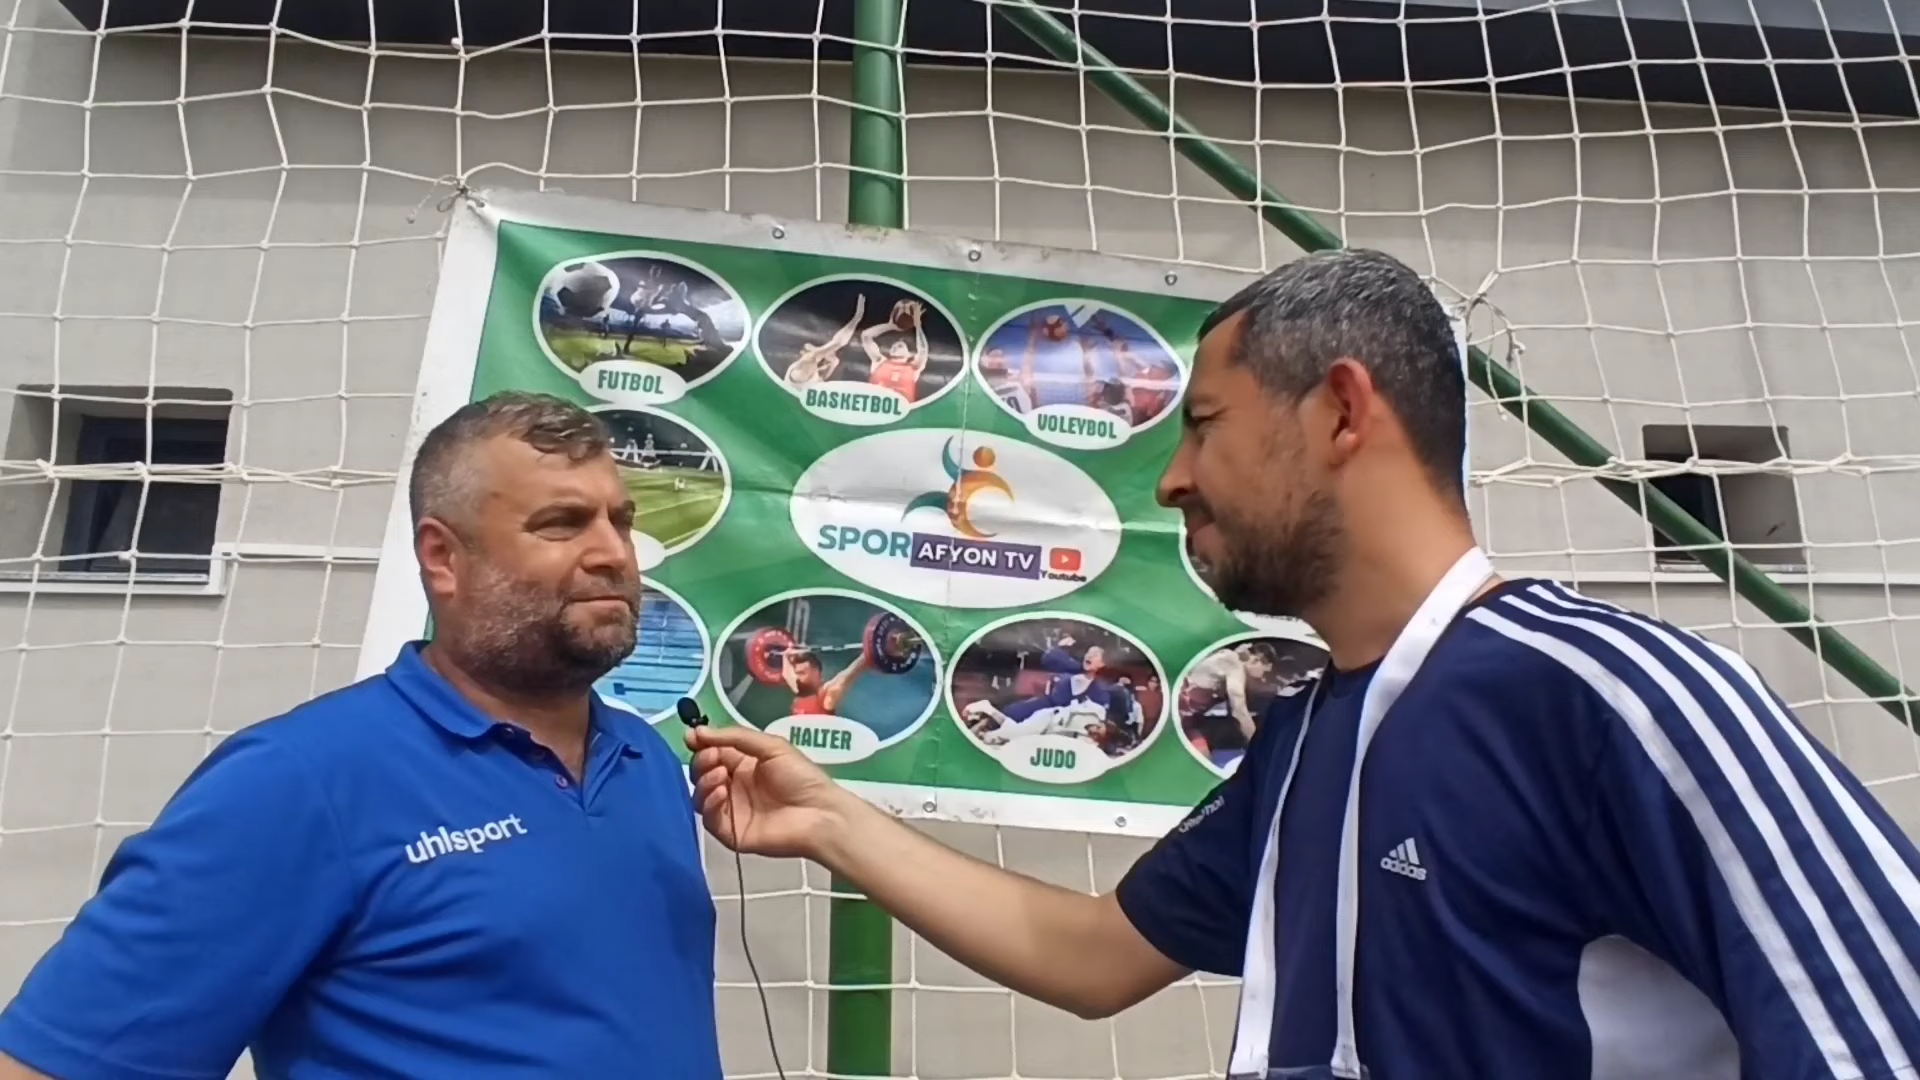 FUTBOL
BASKETBOL
VOLEYBOL
SPOR AFYON TV
Youtube
HALTER
JUDO
uhlsport
adidas